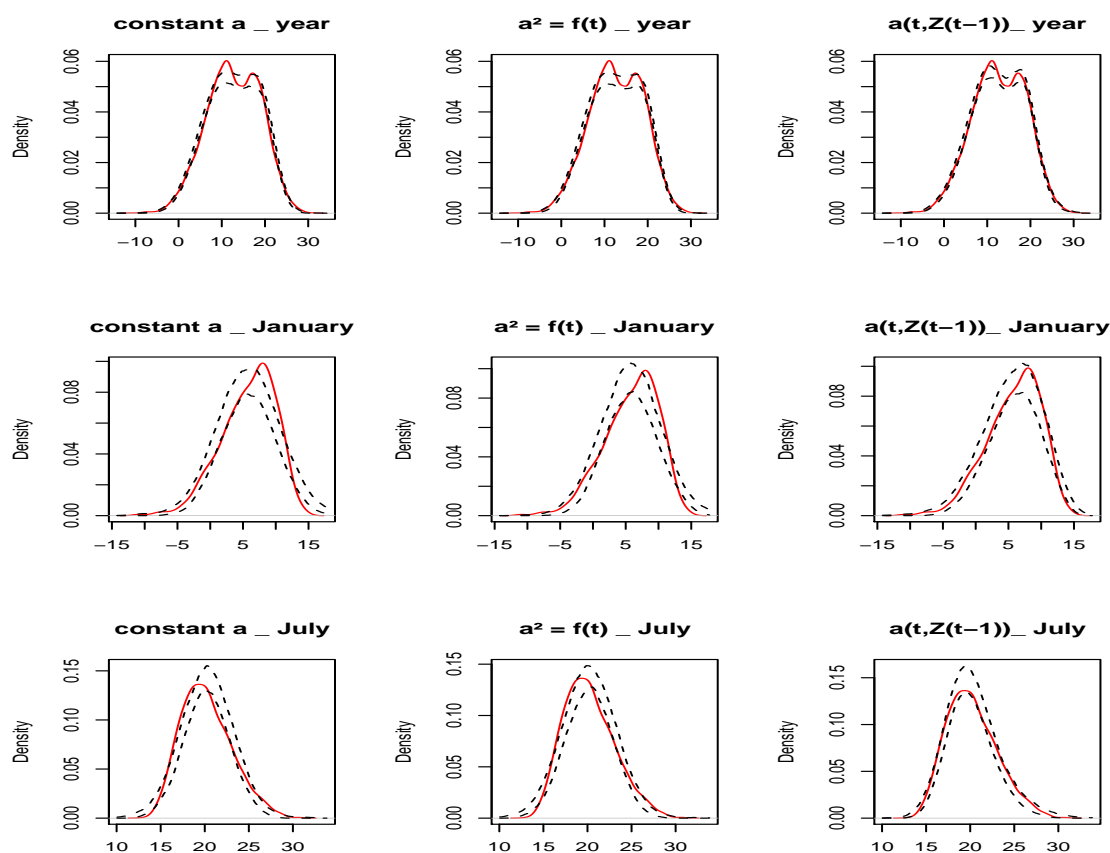 constant a _ year
a² = f(t) _ year
a(t,Z(t−1))_ year
Density
0.00 0.02 0.04 0.06
−10 0 10 20 30
Density
0.00 0.02 0.04 0.06
−10 0 10 20 30
Density
0.00 0.02 0.04 0.06
−10 0 10 20 30
constant a _ January
a² = f(t) _ January
a(t,Z(t−1))_ January
Density
0.00 0.04 0.08
−15 −5 5 15
Density
0.00 0.04 0.08
−15 −5 5 15
Density
0.00 0.04 0.08
−15 −5 5 15
constant a _ July
a² = f(t) _ July
a(t,Z(t−1))_ July
Density
0.00 0.05 0.10 0.15
10 15 20 25 30
Density
0.00 0.05 0.10 0.15
10 15 20 25 30
Density
0.00 0.05 0.10 0.15
10 15 20 25 30